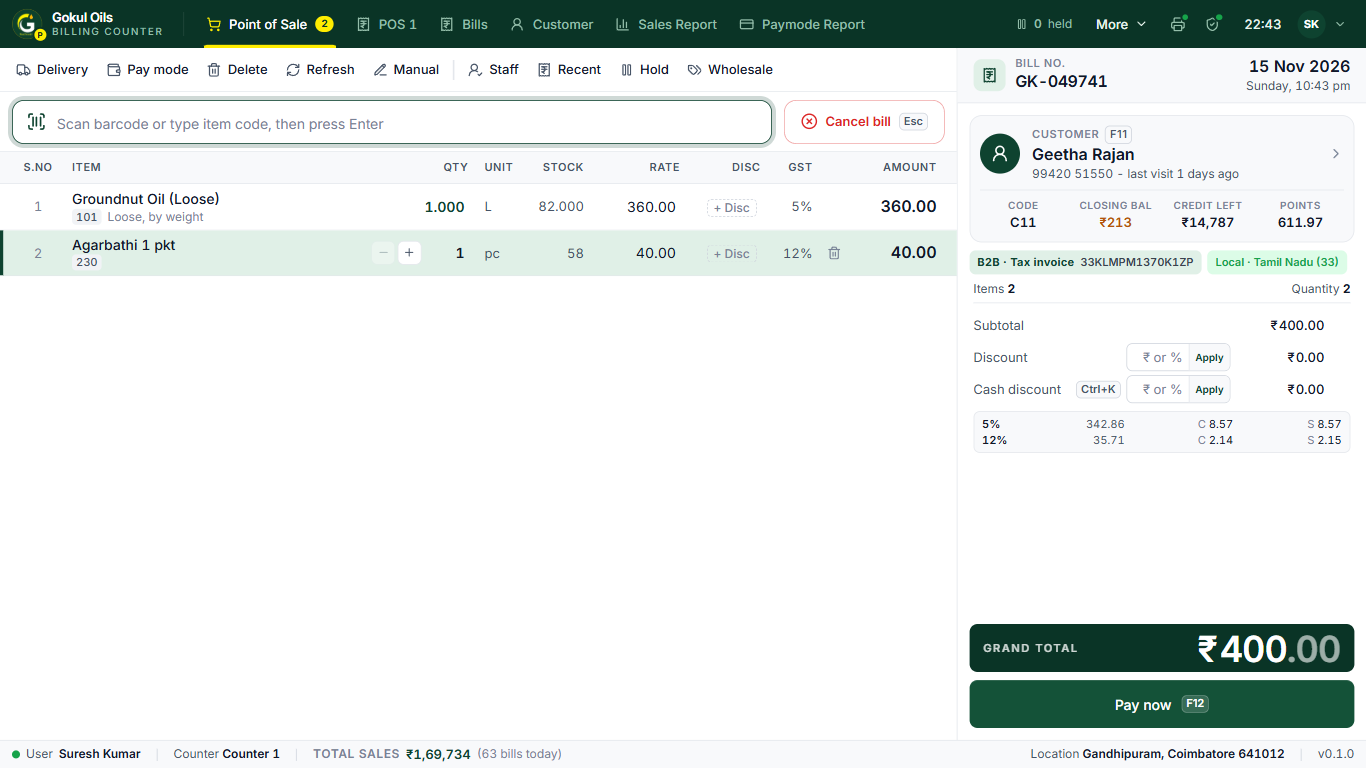 Gokul Oils
BILLING COUNTER
G
P
Point of Sale 2
POS 1
Bills
Customer
Sales Report
Paymode Report
0 held
More
22:43
SK
Delivery
Pay mode
Delete
Refresh
Manual
Staff
Recent
Hold
Wholesale
Scan barcode or type item code, then press Enter
Cancel bill Esc
S.NO ITEM QTY UNIT STOCK RATE DISC GST AMOUNT
1 Groundnut Oil (Loose) 1.000 L 82.000 360.00 + Disc 5% 360.00
101 Loose, by weight
2 Agarbathi 1 pkt − + 1 pc 58 40.00 + Disc 12% 40.00
230
BILL NO.
GK-049741
15 Nov 2026
Sunday, 10:43 pm
CUSTOMER F11
Geetha Rajan
99420 51550 - last visit 1 days ago
CODE CLOSING BAL CREDIT LEFT POINTS
C11 ₹213 ₹14,787 611.97
B2B · Tax invoice 33KLMPM1370K1ZP
Local · Tamil Nadu (33)
Items 2 Quantity 2
Subtotal ₹400.00
Discount ₹ or % Apply ₹0.00
Cash discount Ctrl+K ₹ or % Apply ₹0.00
5% 342.86 C 8.57 S 8.57
12% 35.71 C 2.14 S 2.15
GRAND TOTAL ₹400.00
Pay now F12
User Suresh Kumar
Counter Counter 1
TOTAL SALES ₹1,69,734 (63 bills today)
Location Gandhipuram, Coimbatore 641012
v0.1.0